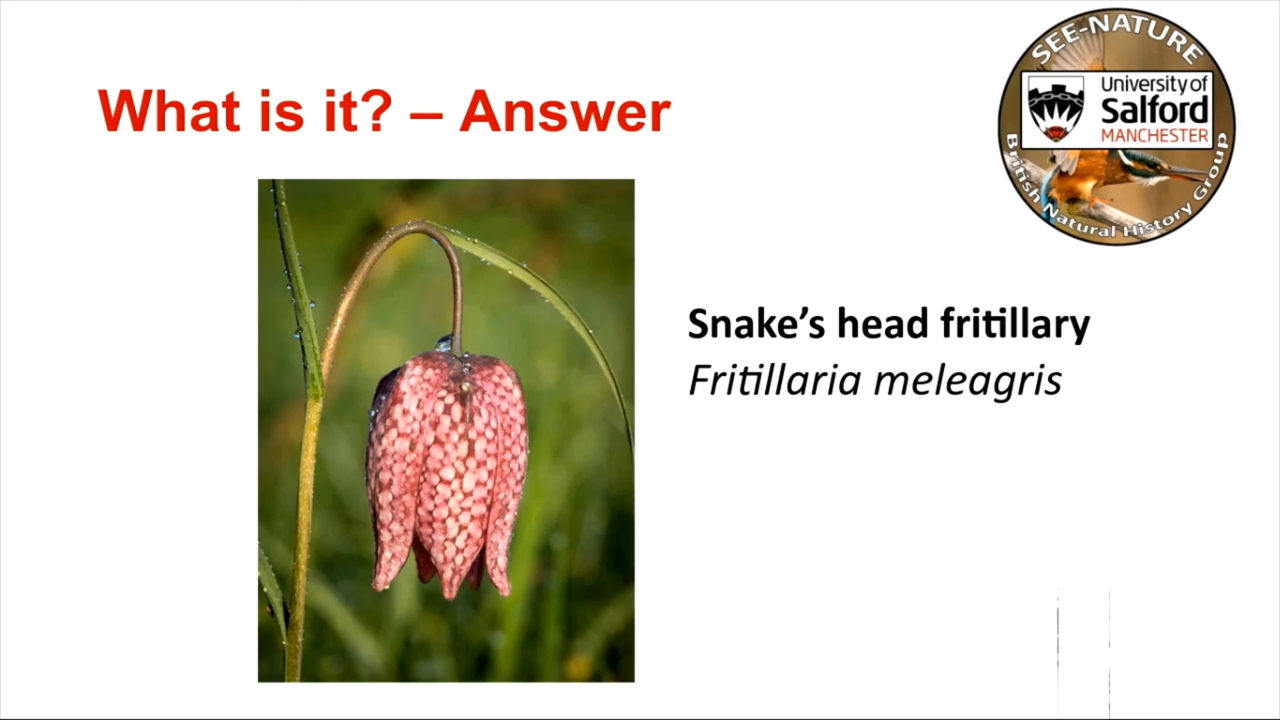 What is it? – Answer
SEE-NATURE
University of
Salford
MANCHESTER
British Natural History Group
Snake’s head fritillary
Fritillaria meleagris